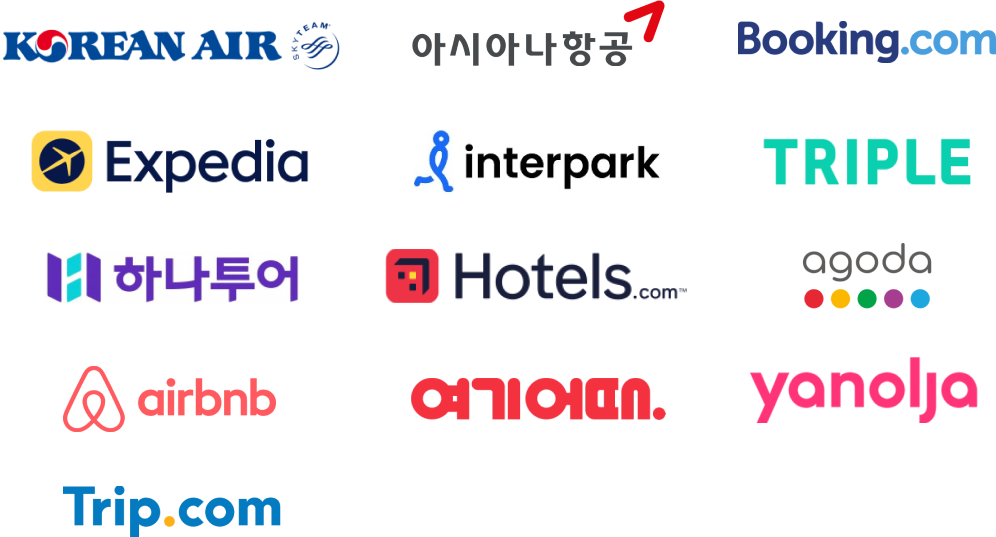 KOREAN AIR SKYTEAM
아시아나항공
Booking.com
Expedia
interpark
TRIPLE
하나투어
Hotels.com™
agoda
airbnb
여기어때.
yanolja
Trip.com